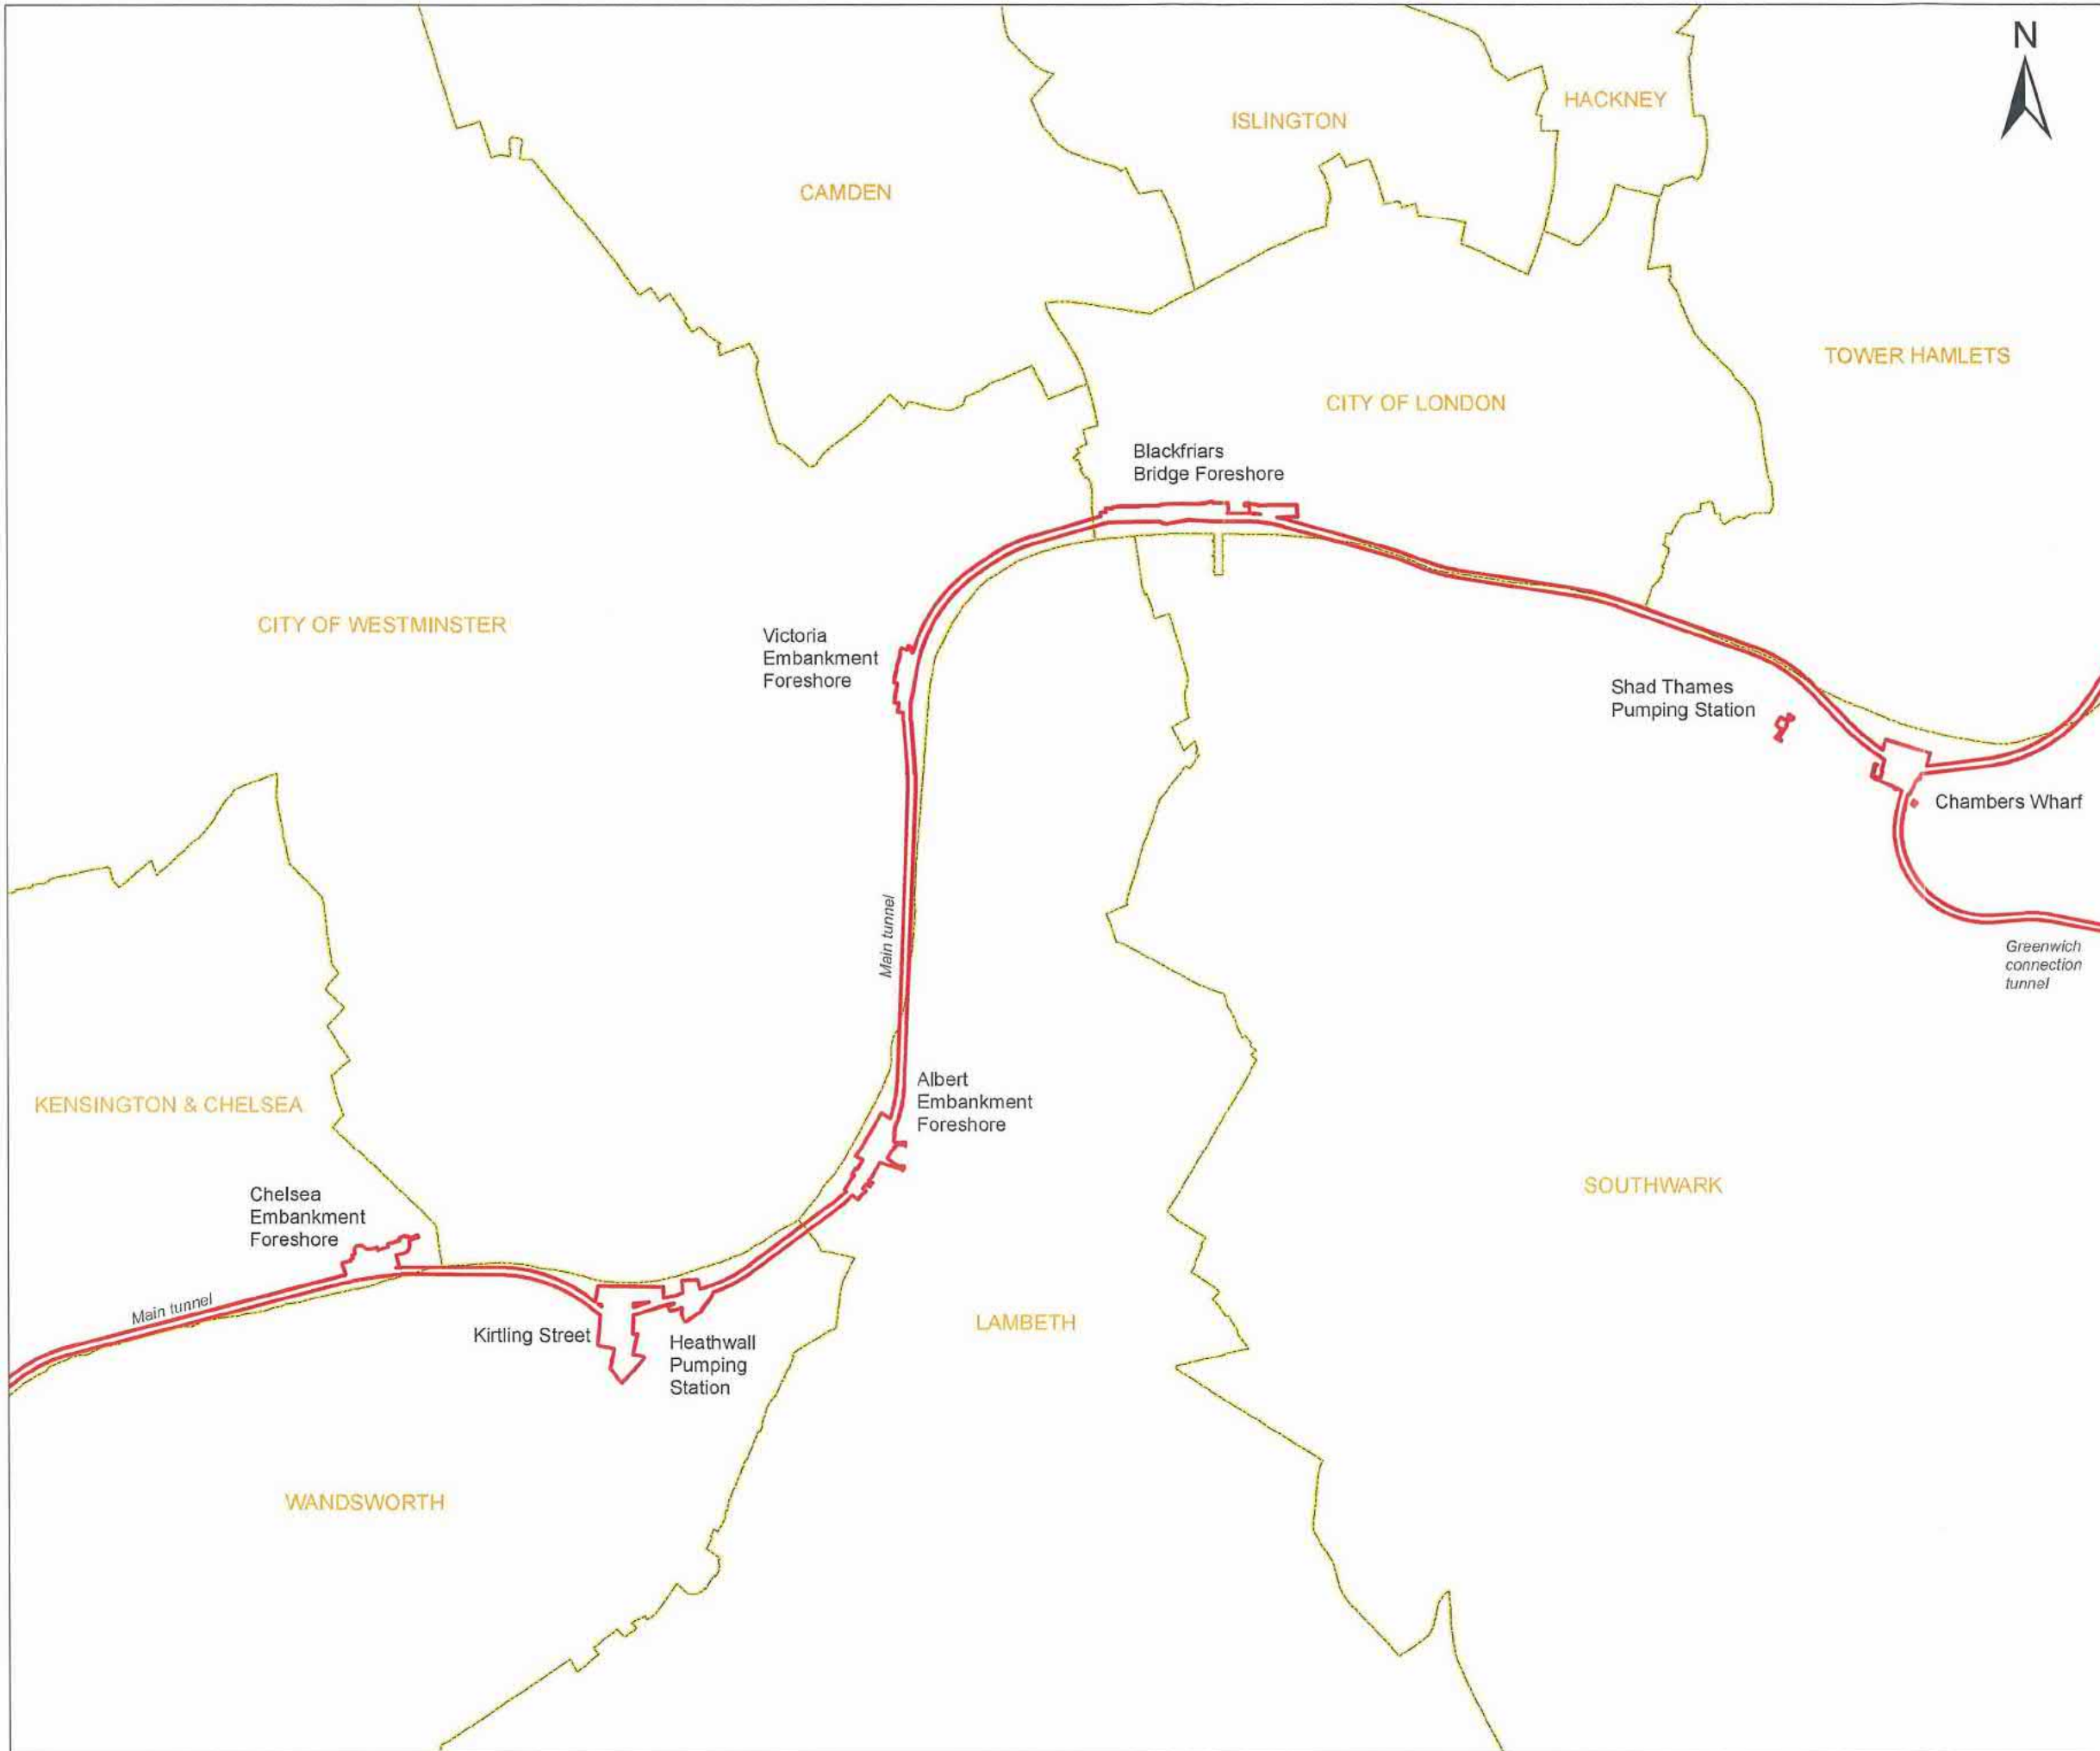 N
HACKNEY
ISLINGTON
CAMDEN
TOWER HAMLETS
CITY OF LONDON
Blackfriars
Bridge Foreshore
CITY OF WESTMINSTER
Victoria
Embankment
Foreshore
Shad Thames
Pumping Station
Chambers Wharf
Main tunnel
Greenwich
connection
tunnel
Albert
Embankment
Foreshore
KENSINGTON & CHELSEA
SOUTHWARK
Chelsea
Embankment
Foreshore
Main tunnel
Kirtling Street
Heathwall
Pumping
Station
LAMBETH
WANDSWORTH